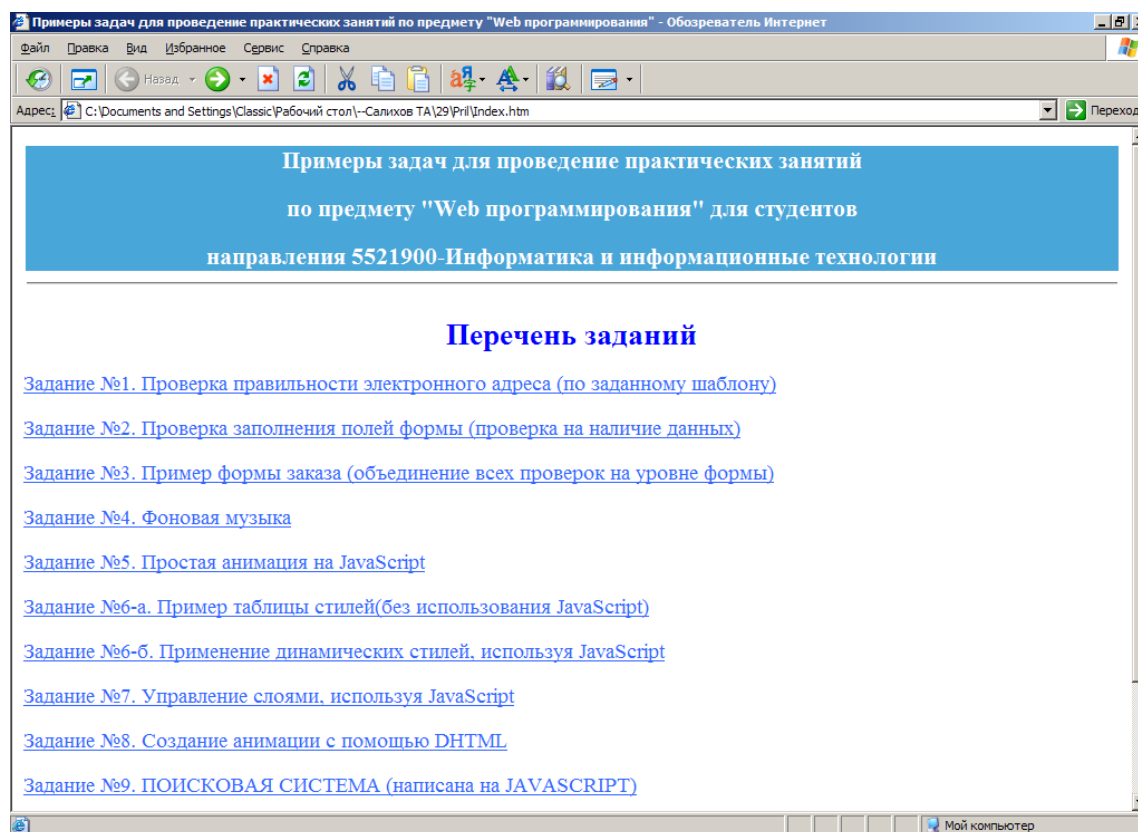 Примеры задач для проведение практических занятий по предмету "Web программирования" - Обозреватель Интернет
Файл Правка Вид Избранное Сервис Справка
Назад
Адрес: C:\Documents and Settings\Classic\Рабочий стол\--Салихов ТА\29\Pril\Index.htm Переход
Примеры задач для проведение практических занятий
по предмету "Web программирования" для студентов
направления 5521900-Информатика и информационные технологии
Перечень заданий
Задание №1. Проверка правильности электронного адреса (по заданному шаблону)
Задание №2. Проверка заполнения полей формы (проверка на наличие данных)
Задание №3. Пример формы заказа (объединение всех проверок на уровне формы)
Задание №4. Фоновая музыка
Задание №5. Простая анимация на JavaScript
Задание №6-а. Пример таблицы стилей(без использования JavaScript)
Задание №6-б. Применение динамических стилей, используя JavaScript
Задание №7. Управление слоями, используя JavaScript
Задание №8. Создание анимации с помощью DHTML
Задание №9. ПОИСКОВАЯ СИСТЕМА (написана на JAVASCRIPT)
Мой компьютер